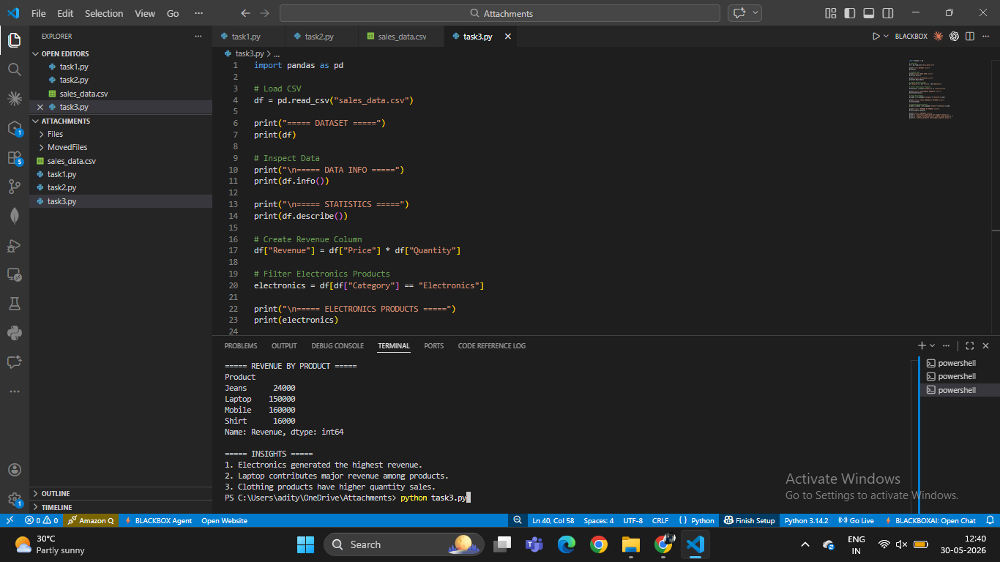 File Edit Selection View Go ··· Attachments
EXPLORER ···
OPEN EDITORS
task1.py
task2.py
sales_data.csv
task3.py
ATTACHMENTS
Files
MovedFiles
sales_data.csv
task1.py
task2.py
task3.py
OUTLINE
TIMELINE
1
5
1
task1.py task2.py sales_data.csv task3.py BLACKBOX
task3.py > ...
1 import pandas as pd
2
3 # Load CSV
4 df = pd.read_csv("sales_data.csv")
5
6 print("===== DATASET =====")
7 print(df)
8
9 # Inspect Data
10 print("\n===== DATA INFO =====")
11 print(df.info())
12
13 print("\n===== STATISTICS =====")
14 print(df.describe())
15
16 # Create Revenue Column
17 df["Revenue"] = df["Price"] * df["Quantity"]
18
19 # Filter Electronics Products
20 electronics = df[df["Category"] == "Electronics"]
21
22 print("\n===== ELECTRONICS PRODUCTS =====")
23 print(electronics)
24
PROBLEMS OUTPUT DEBUG CONSOLE TERMINAL PORTS CODE REFERENCE LOG
===== REVENUE BY PRODUCT =====
Product
Jeans 24000
Laptop 150000
Mobile 160000
Shirt 16000
Name: Revenue, dtype: int64
===== INSIGHTS =====
1. Electronics generated the highest revenue.
2. Laptop contributes major revenue among products.
3. Clothing products have higher quantity sales.
PS C:\Users\adity\OneDrive\Attachments> python task3.py
powershell
powershell
powershell
Activate Windows
Go to Settings to activate Windows.
0 0 Amazon Q BLACKBOX Agent Open Website Ln 40, Col 58 Spaces: 4 UTF-8 CRLF { } Python Finish Setup Python 3.14.2 Go Live BLACKBOXAI: Open Chat
30°C
Partly sunny
Search
ENG
IN
12:40
30-05-2026